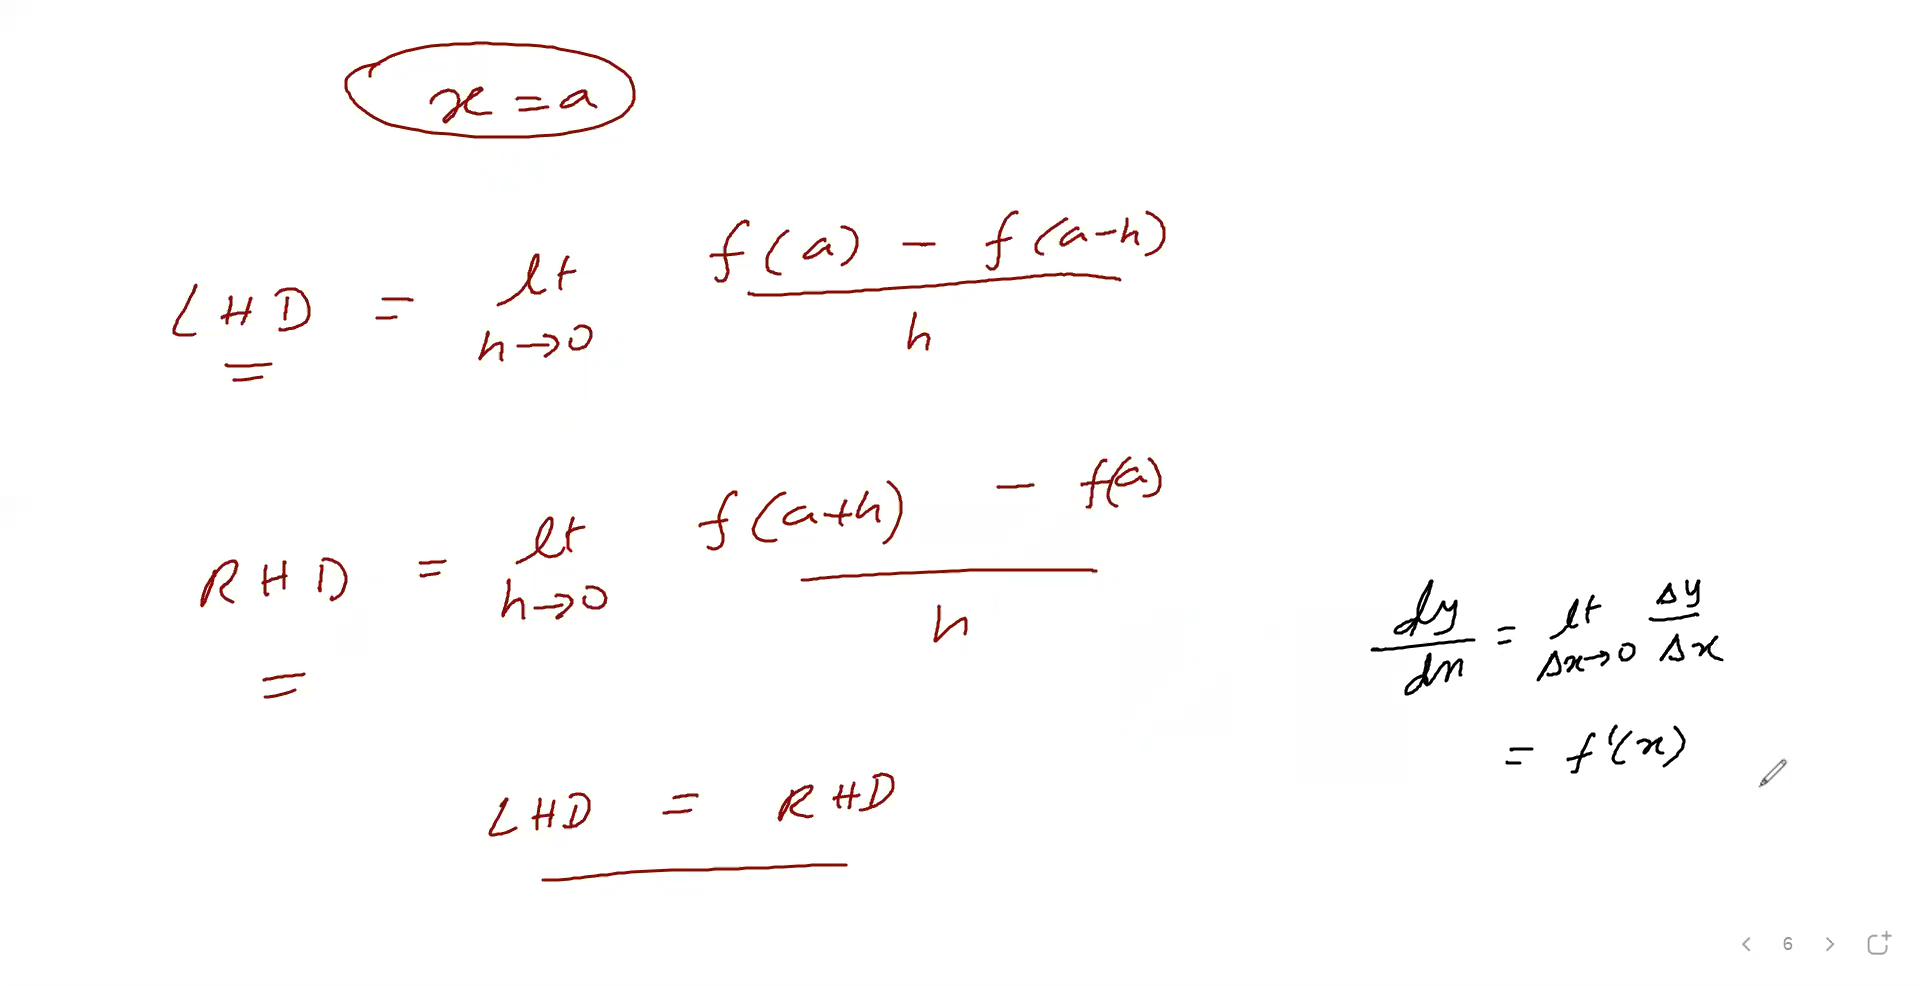 x = a
LHD = lt h→0 f(a) - f(a-h) / h
RHD = lt h→0 f(a+h) - f(a) / h
LHD = RHD
dy/dx = lt Δx→0 Δy/Δx
= f'(x)
6